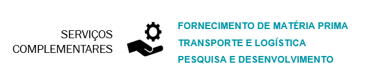 SERVIÇOS
COMPLEMENTARES
FORNECIMENTO DE MATÉRIA PRIMA
TRANSPORTE E LOGÍSTICA
PESQUISA E DESENVOLVIMENTO